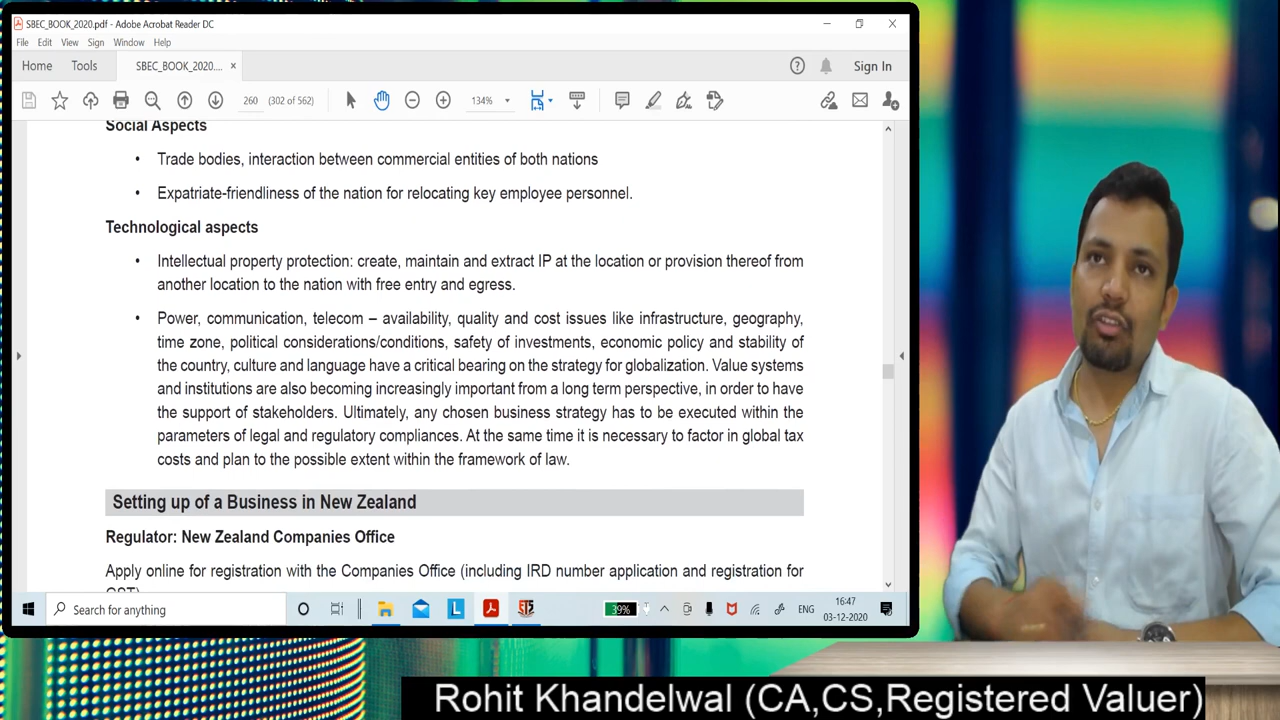 SBEC_BOOK_2020.pdf - Adobe Acrobat Reader DC
File Edit View Sign Window Help
Home Tools SBEC_BOOK_2020.... × Sign In
260 (302 of 562) 134%
Social Aspects
• Trade bodies, interaction between commercial entities of both nations
• Expatriate-friendliness of the nation for relocating key employee personnel.
Technological aspects
• Intellectual property protection: create, maintain and extract IP at the location or provision thereof from
another location to the nation with free entry and egress.
• Power, communication, telecom – availability, quality and cost issues like infrastructure, geography,
time zone, political considerations/conditions, safety of investments, economic policy and stability of
the country, culture and language have a critical bearing on the strategy for globalization. Value systems
and institutions are also becoming increasingly important from a long term perspective, in order to have
the support of stakeholders. Ultimately, any chosen business strategy has to be executed within the
parameters of legal and regulatory compliances. At the same time it is necessary to factor in global tax
costs and plan to the possible extent within the framework of law.
Setting up of a Business in New Zealand
Regulator: New Zealand Companies Office
Apply online for registration with the Companies Office (including IRD number application and registration for
GST)
Search for anything L 39% ENG 16:47
03-12-2020
Rohit Khandelwal (CA,CS,Registered Valuer)